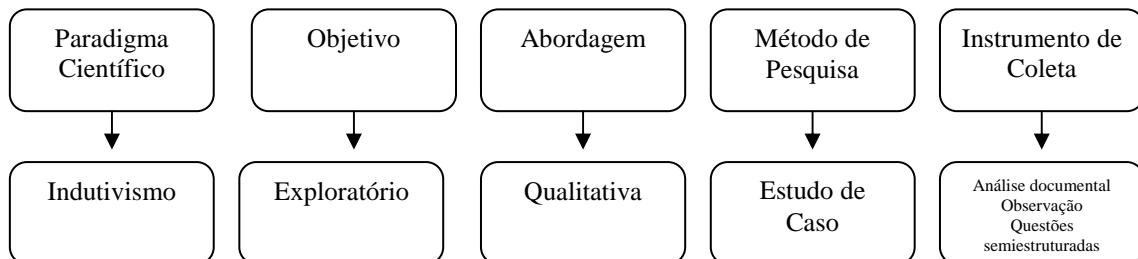 Paradigma
Científico
Objetivo
Abordagem
Método de
Pesquisa
Instrumento de
Coleta
Indutivismo
Exploratório
Qualitativa
Estudo de
Caso
Análise documental
Observação
Questões
semiestruturadas